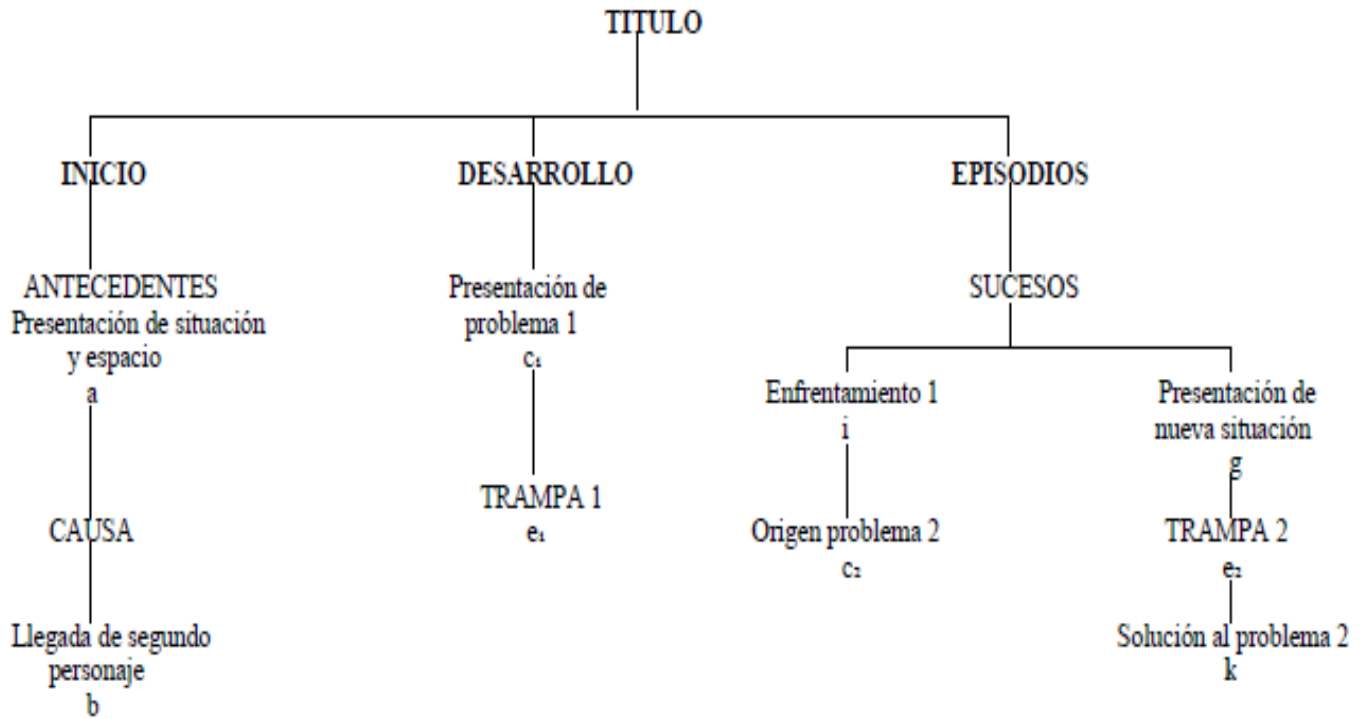 TITULO
INICIO
DESARROLLO
EPISODIOS
ANTECEDENTES
Presentación de situación
y espacio
a
CAUSA
Llegada de segundo
personaje
b
Presentación de
problema 1
c₁
TRAMPA 1
e₁
SUCESOS
Enfrentamiento 1
i
Origen problema 2
c₂
Presentación de
nueva situación
g
TRAMPA 2
e₂
Solución al problema 2
k